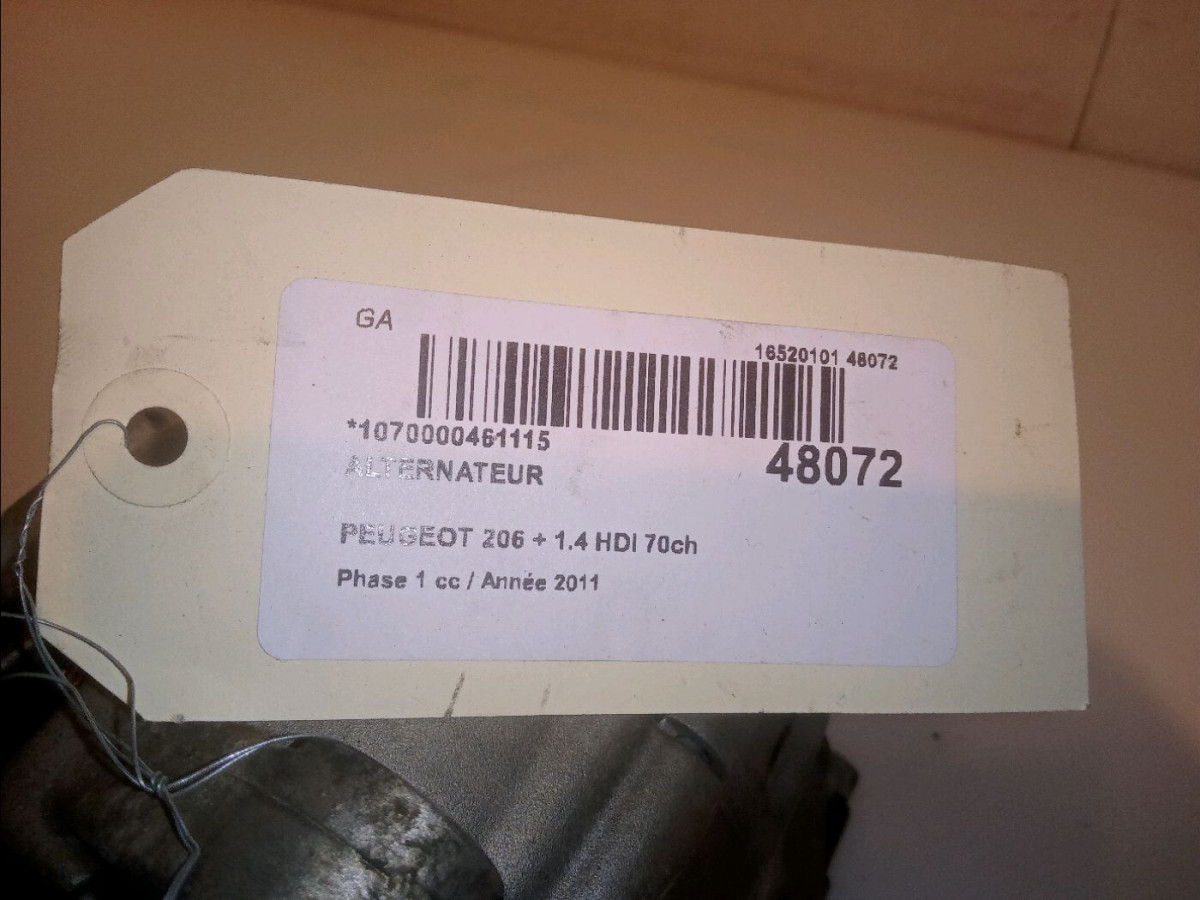 GA
16520101 48072
*1070000461115
48072
ALTERNATEUR
PEUGEOT 206 + 1.4 HDI 70ch
Phase 1 cc / Année 2011